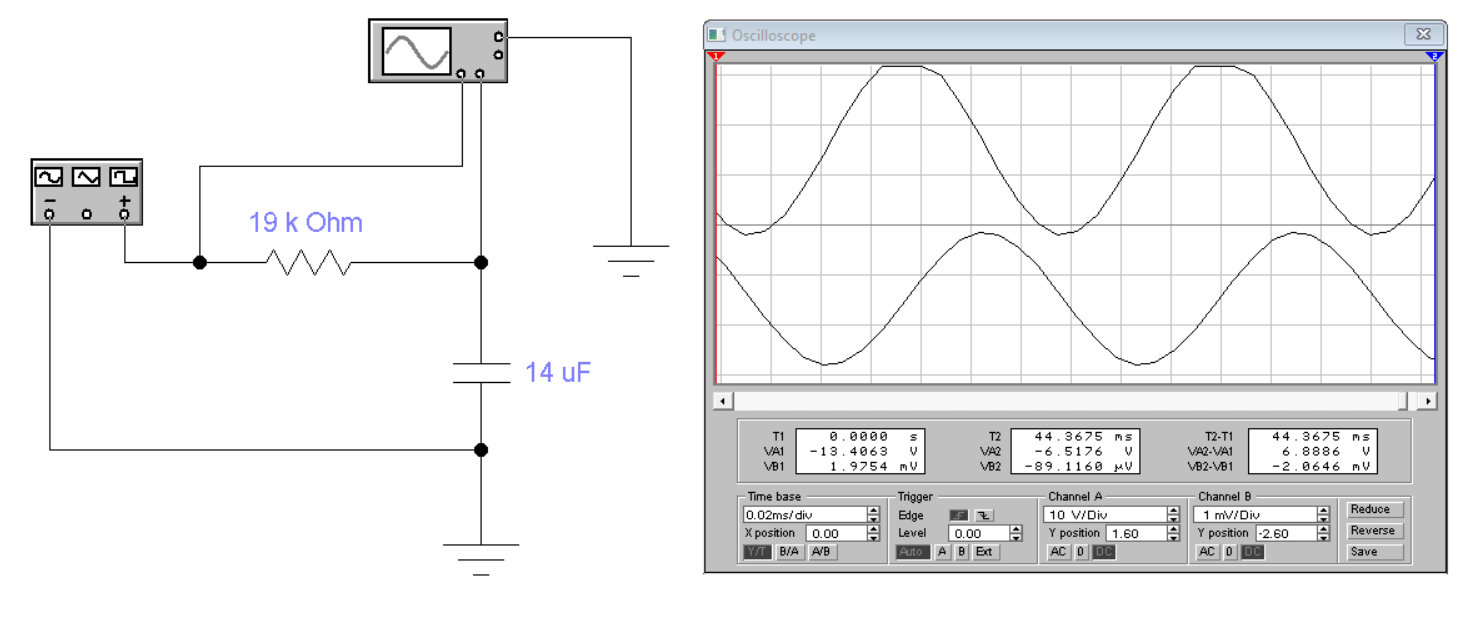 Oscilloscope
1
2
− +
19 k Ohm
14 uF
T1 0.0000 s
VA1 -13.4063 V
VB1 1.9754 mV
T2 44.3675 ms
VA2 -6.5176 V
VB2 -89.1160 µV
T2-T1 44.3675 ms
VA2-VA1 6.8886 V
VB2-VB1 -2.0646 mV
Time base
0.02ms/div
X position 0.00
Y/T B/A A/B
Trigger
Edge
Level 0.00
Auto A B Ext
Channel A
10 V/Div
Y position 1.60
AC 0 DC
Channel B
1 mV/Div
Y position -2.60
AC 0 DC
Reduce
Reverse
Save